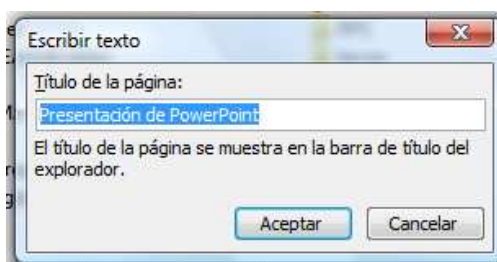 Escribir texto
Título de la página:
Presentación de PowerPoint
El título de la página se muestra en la barra de título del
explorador.
Aceptar
Cancelar